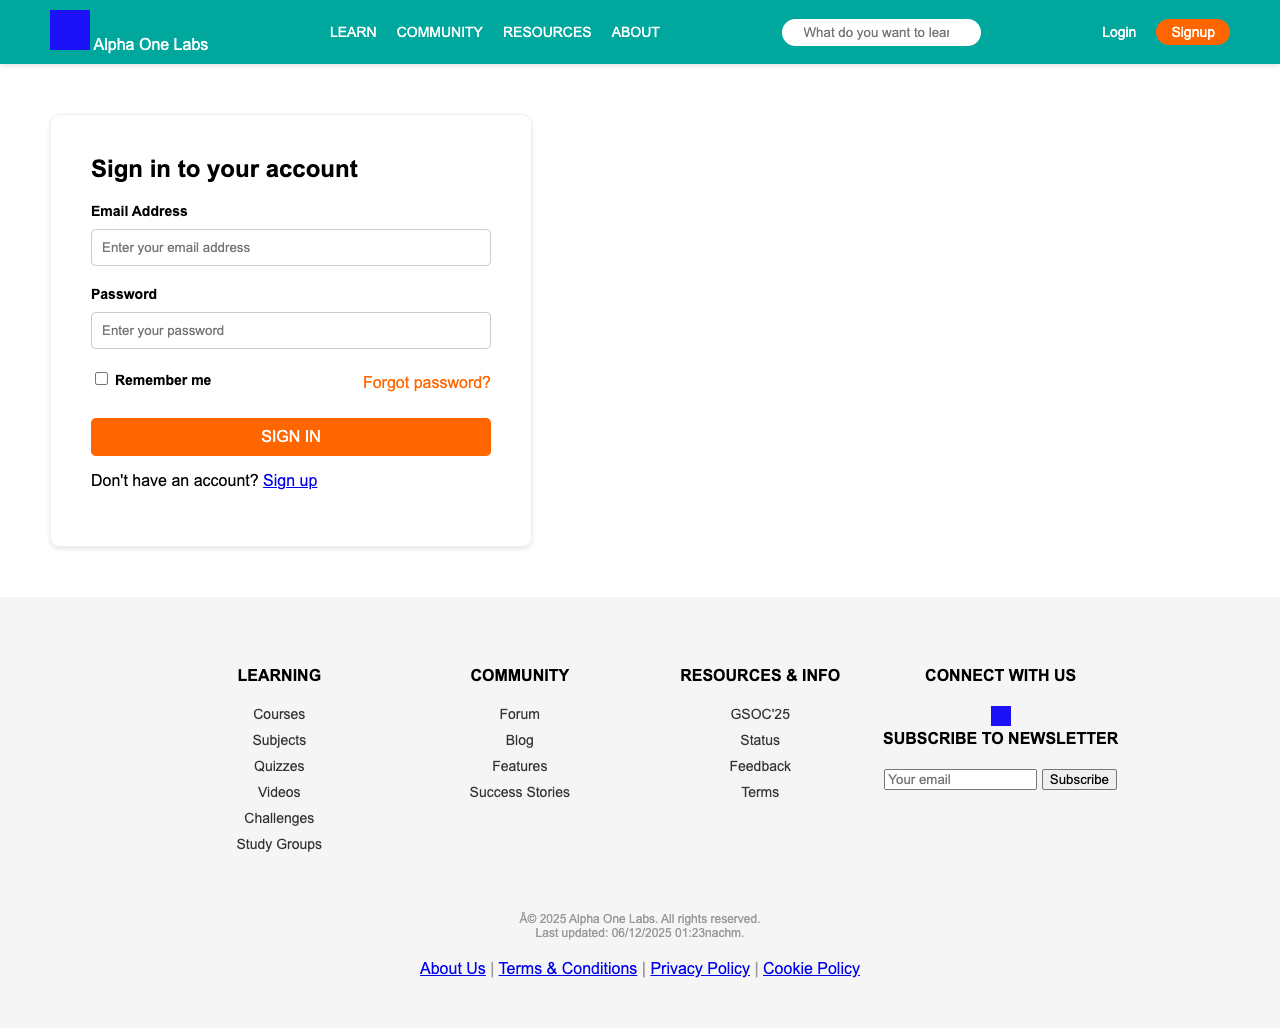 Alpha One Labs
LEARN COMMUNITY RESOURCES ABOUT
What do you want to lear
Login Signup
Sign in to your account
Email Address
Enter your email address
Password
Enter your password
Remember me Forgot password?
SIGN IN
Don't have an account? Sign up
LEARNING
Courses
Subjects
Quizzes
Videos
Challenges
Study Groups
COMMUNITY
Forum
Blog
Features
Success Stories
RESOURCES & INFO
GSOC'25
Status
Feedback
Terms
CONNECT WITH US
SUBSCRIBE TO NEWSLETTER
Your email Subscribe
Â© 2025 Alpha One Labs. All rights reserved.
Last updated: 06/12/2025 01:23nachm.
About Us | Terms & Conditions | Privacy Policy | Cookie Policy